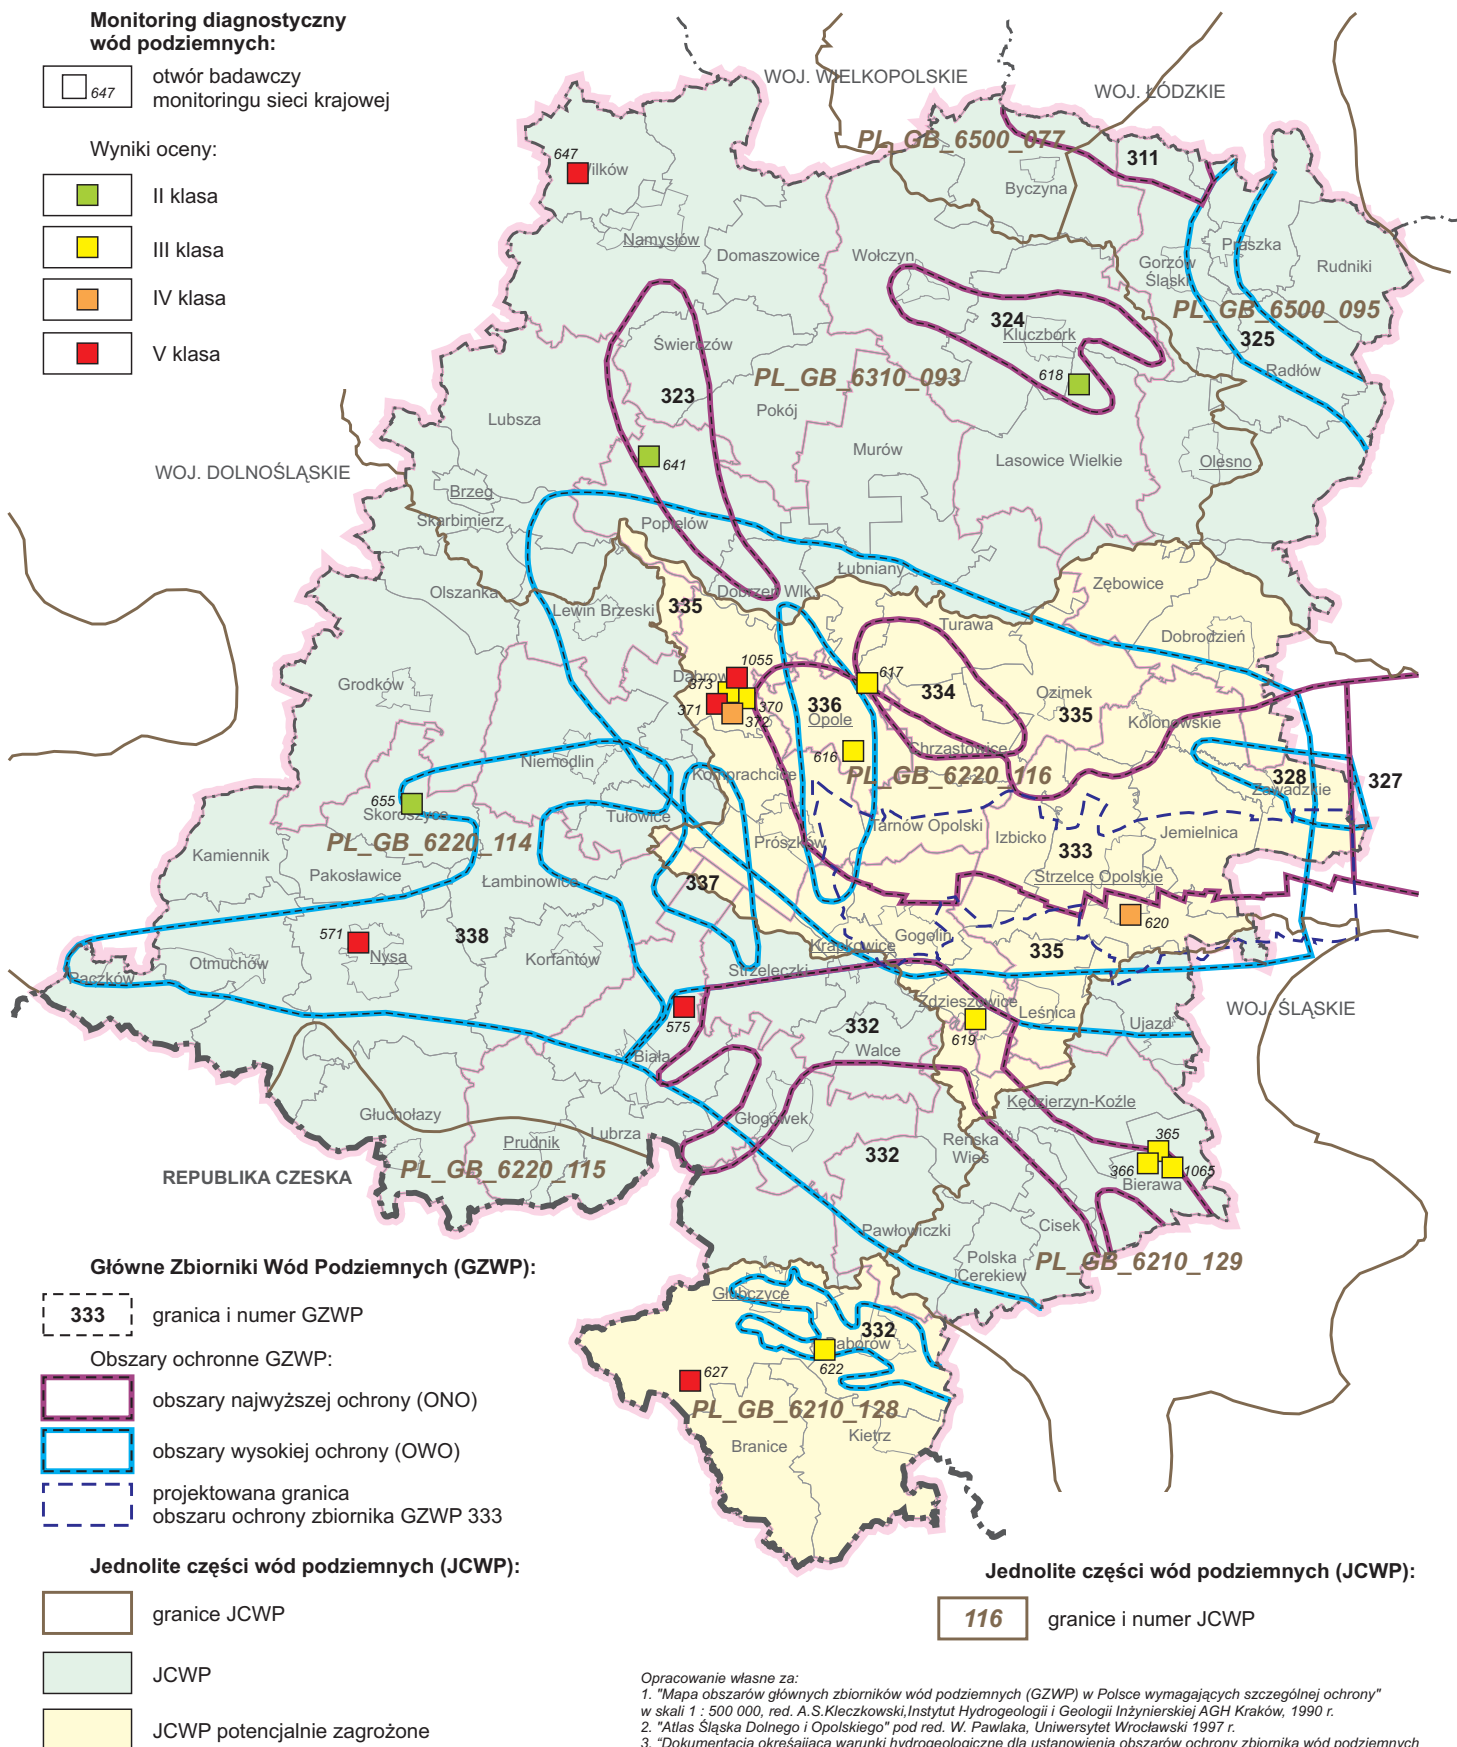 Monitoring diagnostyczny
wód podziemnych:
647
otwór badawczy
monitoringu sieci krajowej
Wyniki oceny:
II klasa
III klasa
IV klasa
V klasa
WOJ. WIELKOPOLSKIE
WOJ. ŁÓDZKIE
PL_GB_6500_077
311
647
Wilków
Byczyna
Namysłów
Domaszowice
Wołczyn
Praszka
Gorzów
Śląski
Rudniki
PL_GB_6500_095
324
Kluczbork
325
Świerczów
Radłów
PL_GB_6310_093
618
323
Pokój
Lubsza
Murów
Lasowice Wielkie
Olesno
641
WOJ. DOLNOŚLĄSKIE
Brzeg
Skarbimierz
Popielów
Łubniany
Zębowice
Olszanka
Dobrzeń Wlk.
Lewin Brzeski
335
Turawa
Dobrodzień
1055
617
Grodków
Dąbrowa
373
334
Ozimek
371
370
336
335
372
Opole
Kolonowskie
Chrząstowice
616
Niemodlin
Komprachcice
PL_GB_6220_116
328
327
Zawadzkie
655
Skoroszyce
Tułowice
Tarnów Opolski
Izbicko
Jemielnica
PL_GB_6220_114
Prószków
333
Kamiennik
Pakosławice
Łambinowice
337
Strzelce Opolskie
620
571
338
Gogolin
Nysa
Krapkowice
335
Otmuchów
Korfantów
Paczków
Strzeleczki
Zdzieszowice
Leśnica
WOJ. ŚLĄSKIE
575
332
Ujazd
619
Biała
Walce
Głuchołazy
Głogówek
Kędzierzyn-Koźle
Lubrza
Prudnik
Reńska
Wieś
365
332
REPUBLIKA CZESKA
PL_GB_6220_115
366
1065
Bierawa
Pawłowiczki
Cisek
Polska
Cerekiew
PL_GB_6210_129
Główne Zbiorniki Wód Podziemnych (GZWP):
Głubczyce
333
granica i numer GZWP
332
Baborów
Obszary ochronne GZWP:
622
627
obszary najwyższej ochrony (ONO)
PL_GB_6210_128
Kietrz
Branice
obszary wysokiej ochrony (OWO)
projektowana granica
obszaru ochrony zbiornika GZWP 333
Jednolite części wód podziemnych (JCWP):
granice JCWP
JCWP
JCWP potencjalnie zagrożone
Jednolite części wód podziemnych (JCWP):
116
granice i numer JCWP
Opracowanie własne za:
1. "Mapa obszarów głównych zbiorników wód podziemnych (GZWP) w Polsce wymagających szczególnej ochrony"
w skali 1 : 500 000, red. A.S.Kleczkowski,Instytut Hydrogeologii i Geologii Inżynierskiej AGH Kraków, 1990 r.
2. "Atlas Śląska Dolnego i Opolskiego" pod red. W. Pawlaka, Uniwersytet Wrocławski 1997 r.
3. "Dokumentacja określająca warunki hydrogeologiczne dla ustanowienia obszarów ochrony zbiornika wód podziemnych